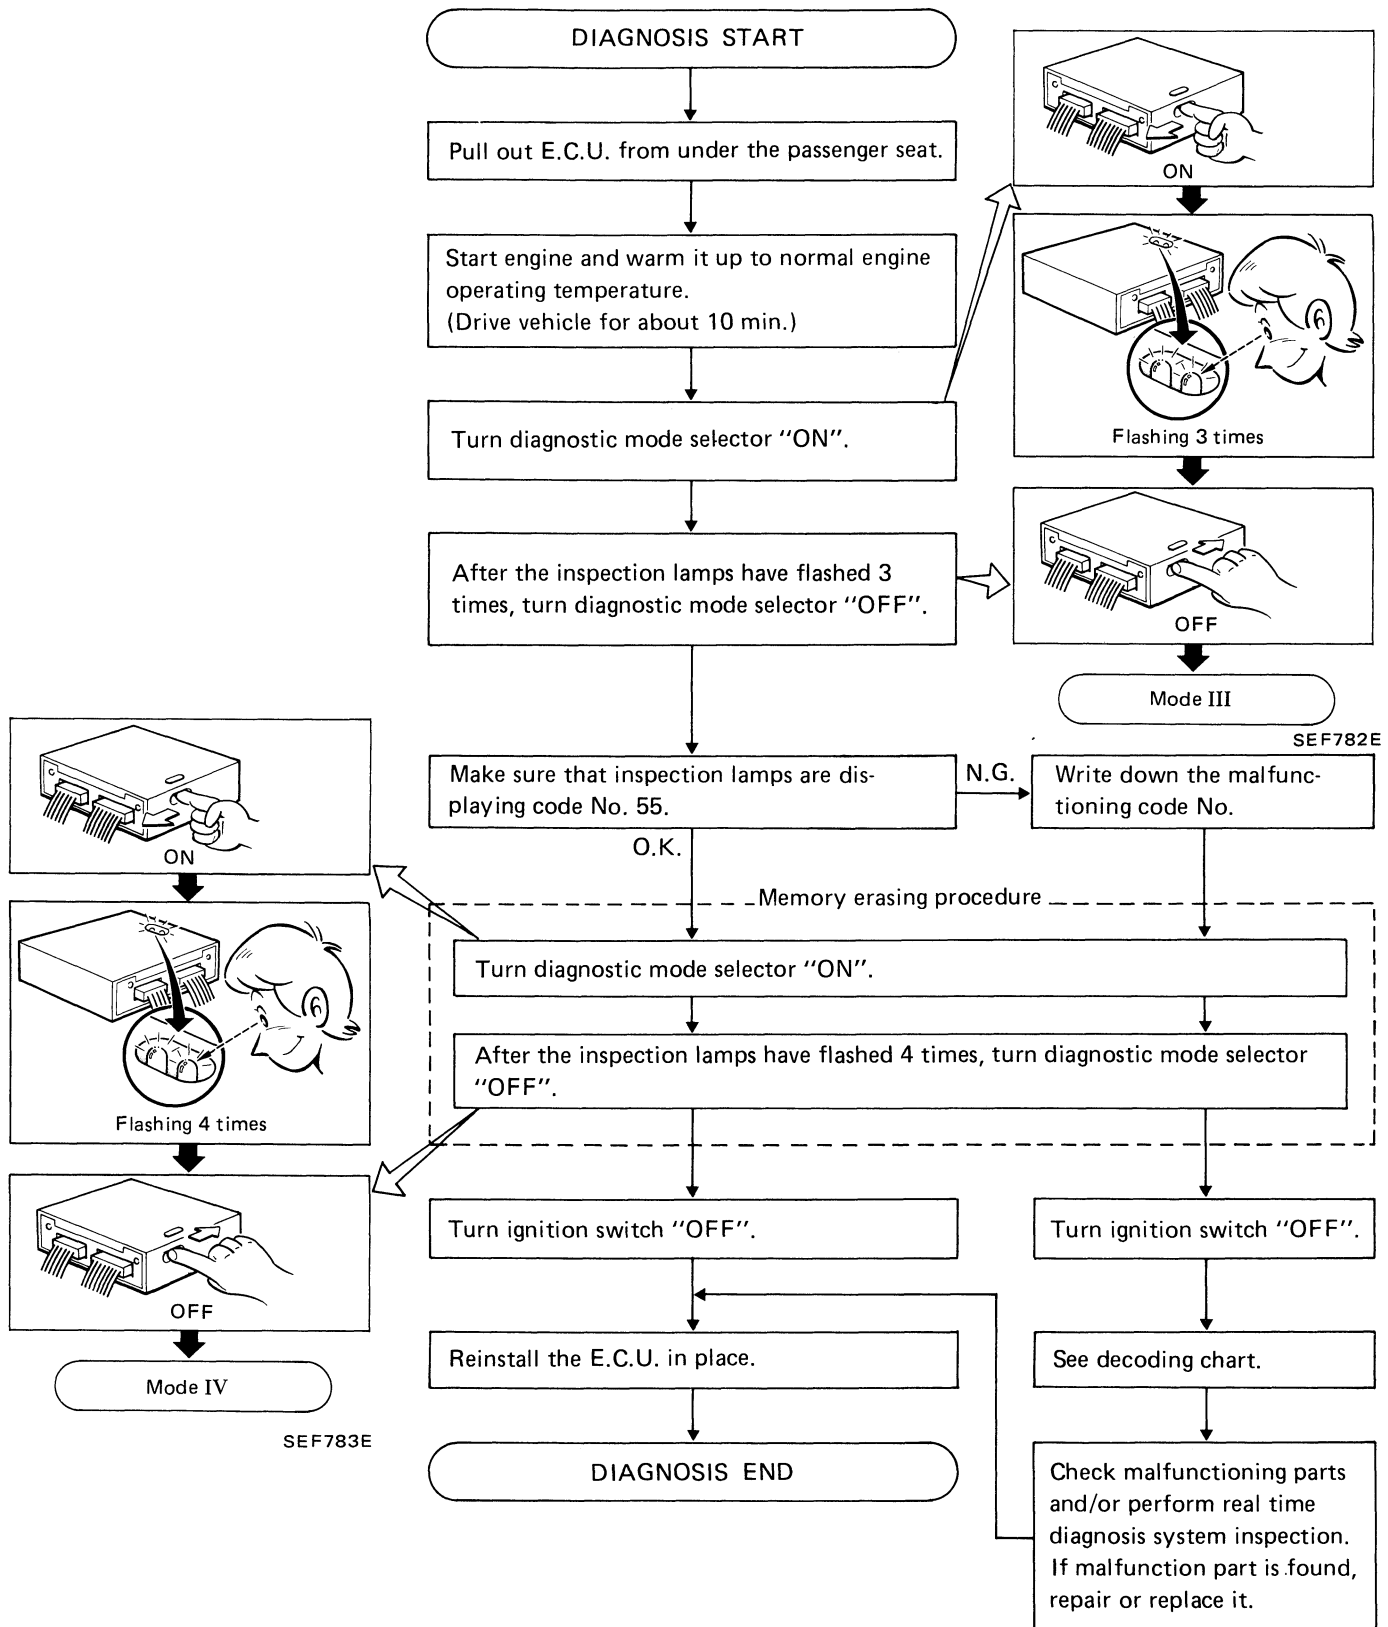 DIAGNOSIS START
Pull out E.C.U. from under the passenger seat.
Start engine and warm it up to normal engine
operating temperature.
(Drive vehicle for about 10 min.)
Turn diagnostic mode selector “ON”.
After the inspection lamps have flashed 3
times, turn diagnostic mode selector “OFF”.
ON
Flashing 3 times
OFF
Mode III
SEF782E
Make sure that inspection lamps are dis-
playing code No. 55.
N.G.
Write down the malfunc-
tioning code No.
O.K.
Memory erasing procedure
Turn diagnostic mode selector “ON”.
After the inspection lamps have flashed 4 times, turn diagnostic mode selector
“OFF”.
ON
Flashing 4 times
OFF
Mode IV
SEF783E
Turn ignition switch “OFF”.
Turn ignition switch “OFF”.
Reinstall the E.C.U. in place.
See decoding chart.
DIAGNOSIS END
Check malfunctioning parts
and/or perform real time
diagnosis system inspection.
If malfunction part is found,
repair or replace it.